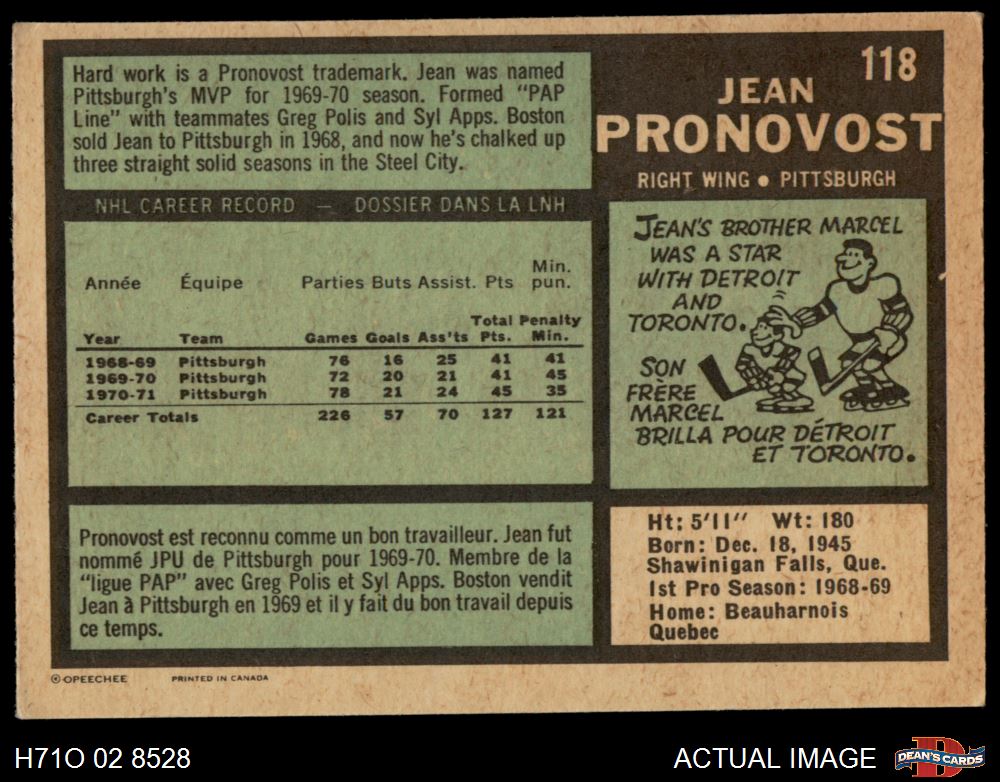 118
JEAN
PRONOVOST
RIGHT WING • PITTSBURGH
Hard work is a Pronovost trademark. Jean was named
Pittsburgh's MVP for 1969-70 season. Formed "PAP
Line" with teammates Greg Polis and Syl Apps. Boston
sold Jean to Pittsburgh in 1968, and now he's chalked up
three straight solid seasons in the Steel City.
NHL CAREER RECORD — DOSSIER DANS LA LNH
Année Équipe Parties Buts Assist. Pts Min. pun.
Year Team Games Goals Ass'ts Total Pts. Penalty Min.
1968-69 Pittsburgh 76 16 25 41 41
1969-70 Pittsburgh 72 20 21 41 45
1970-71 Pittsburgh 78 21 24 45 35
Career Totals 226 57 70 127 121
JEAN'S BROTHER MARCEL
WAS A STAR
WITH DETROIT
AND
TORONTO.
SON
FRÈRE
MARCEL
BRILLA POUR DÉTROIT
ET TORONTO.
Pronovost est reconnu comme un bon travailleur. Jean fut
nommé JPU de Pittsburgh pour 1969-70. Membre de la
"ligue PAP" avec Greg Polis et Syl Apps. Boston vendit
Jean à Pittsburgh en 1969 et il y fait du bon travail depuis
ce temps.
Ht: 5'11" Wt: 180
Born: Dec. 18, 1945
Shawinigan Falls, Que.
1st Pro Season: 1968-69
Home: Beauharnois
Quebec
© OPEECHEE PRINTED IN CANADA
H71O 02 8528
ACTUAL IMAGE
D
DEAN'S CARDS